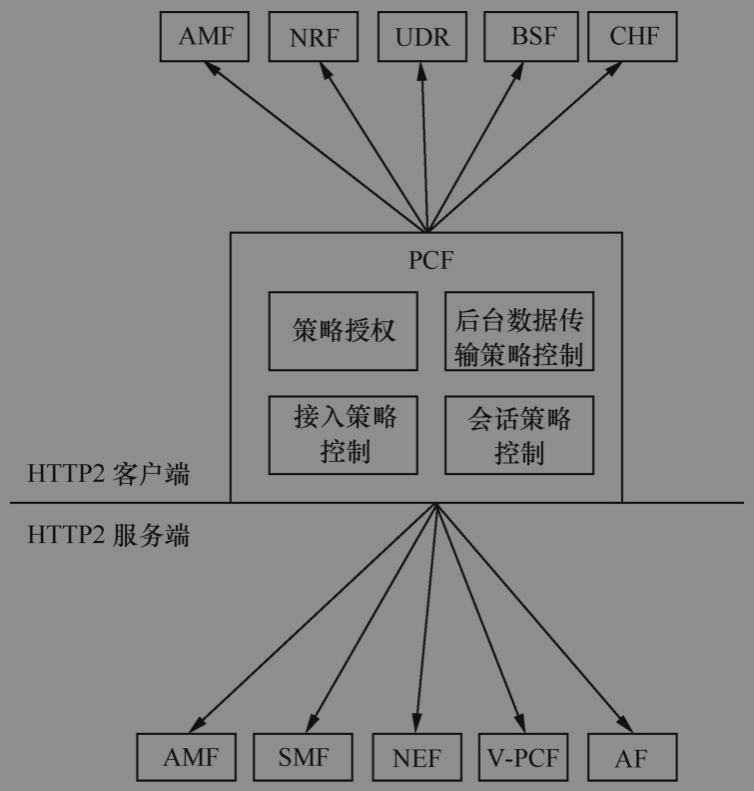 AMF NRF UDR BSF CHF
PCF
策略授权
后台数据传
输策略控制
接入策略
控制
会话策略
控制
HTTP2 客户端
HTTP2 服务端
AMF SMF NEF V-PCF AF